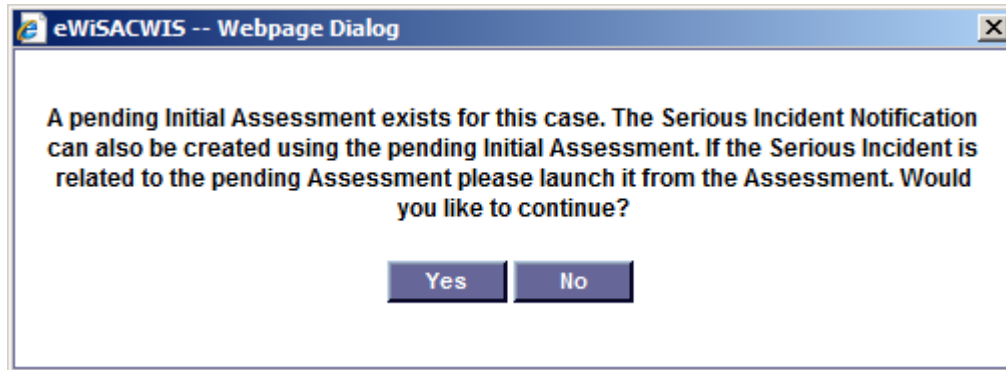 eWiSACWIS -- Webpage Dialog
A pending Initial Assessment exists for this case. The Serious Incident Notification
can also be created using the pending Initial Assessment. If the Serious Incident is
related to the pending Assessment please launch it from the Assessment. Would
you like to continue?
Yes No